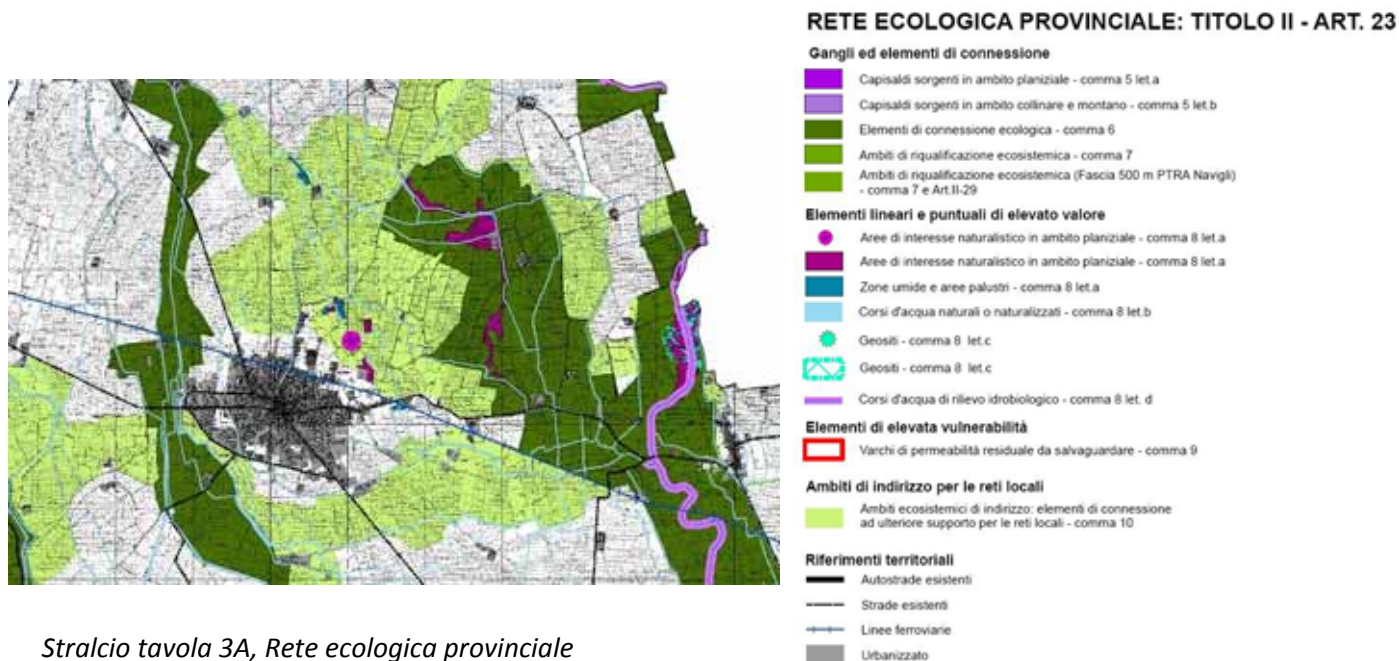 RETE ECOLOGICA PROVINCIALE: TITOLO II - ART. 23
Gangli ed elementi di connessione
Capisaldi sorgenti in ambito planiziale - comma 5 let.a
Capisaldi sorgenti in ambito collinare e montano - comma 5 let.b
Elementi di connessione ecologica - comma 6
Ambiti di riqualificazione ecosistemica - comma 7
Ambiti di riqualificazione ecosistemica (Fascia 500 m PTRA Navigli)
- comma 7 e Art.II-29
Elementi lineari e puntuali di elevato valore
Aree di interesse naturalistico in ambito planiziale - comma 8 let.a
Aree di interesse naturalistico in ambito planiziale - comma 8 let.a
Zone umide e aree palustri - comma 8 let.a
Corsi d'acqua naturali o naturalizzati - comma 8 let.b
Geositi - comma 8 let.c
Geositi - comma 8 let.c
Corsi d'acqua di rilievo idrobiologico - comma 8 let. d
Elementi di elevata vulnerabilità
Varchi di permeabilità residuale da salvaguardare - comma 9
Ambiti di indirizzo per le reti locali
Ambiti ecosistemici di indirizzo: elementi di connessione
ad ulteriore supporto per le reti locali - comma 10
Riferimenti territoriali
Autostrade esistenti
Strade esistenti
Linee ferroviarie
Urbanizzato
Stralcio tavola 3A, Rete ecologica provinciale